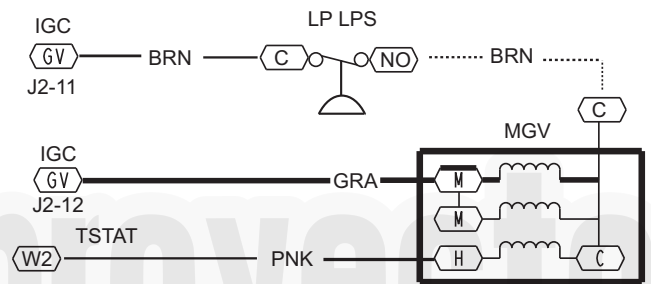 IGC
LP LPS
GV
BRN
C
NO
BRN
J2-11
C
MGV
IGC
GV
GRA
M
J2-12
M
TSTAT
W2
PNK
H
C